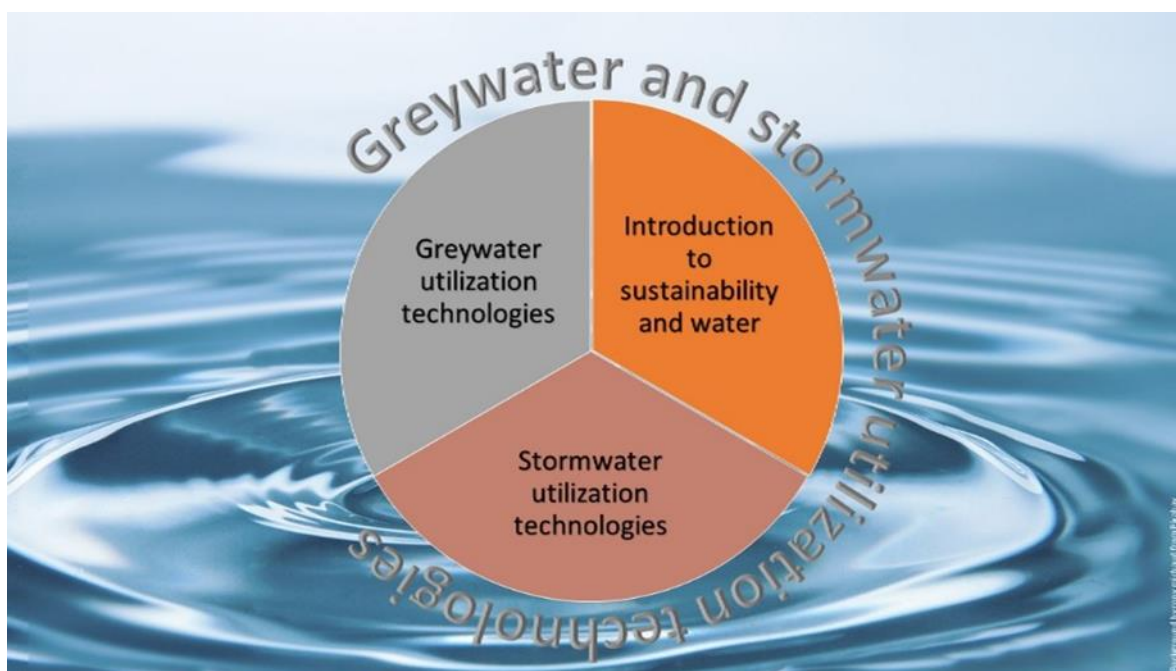 Greywater and stormwater utilization technologies
Greywater
utilization
technologies
Introduction
to
sustainability
and water
Stormwater
utilization
technologies